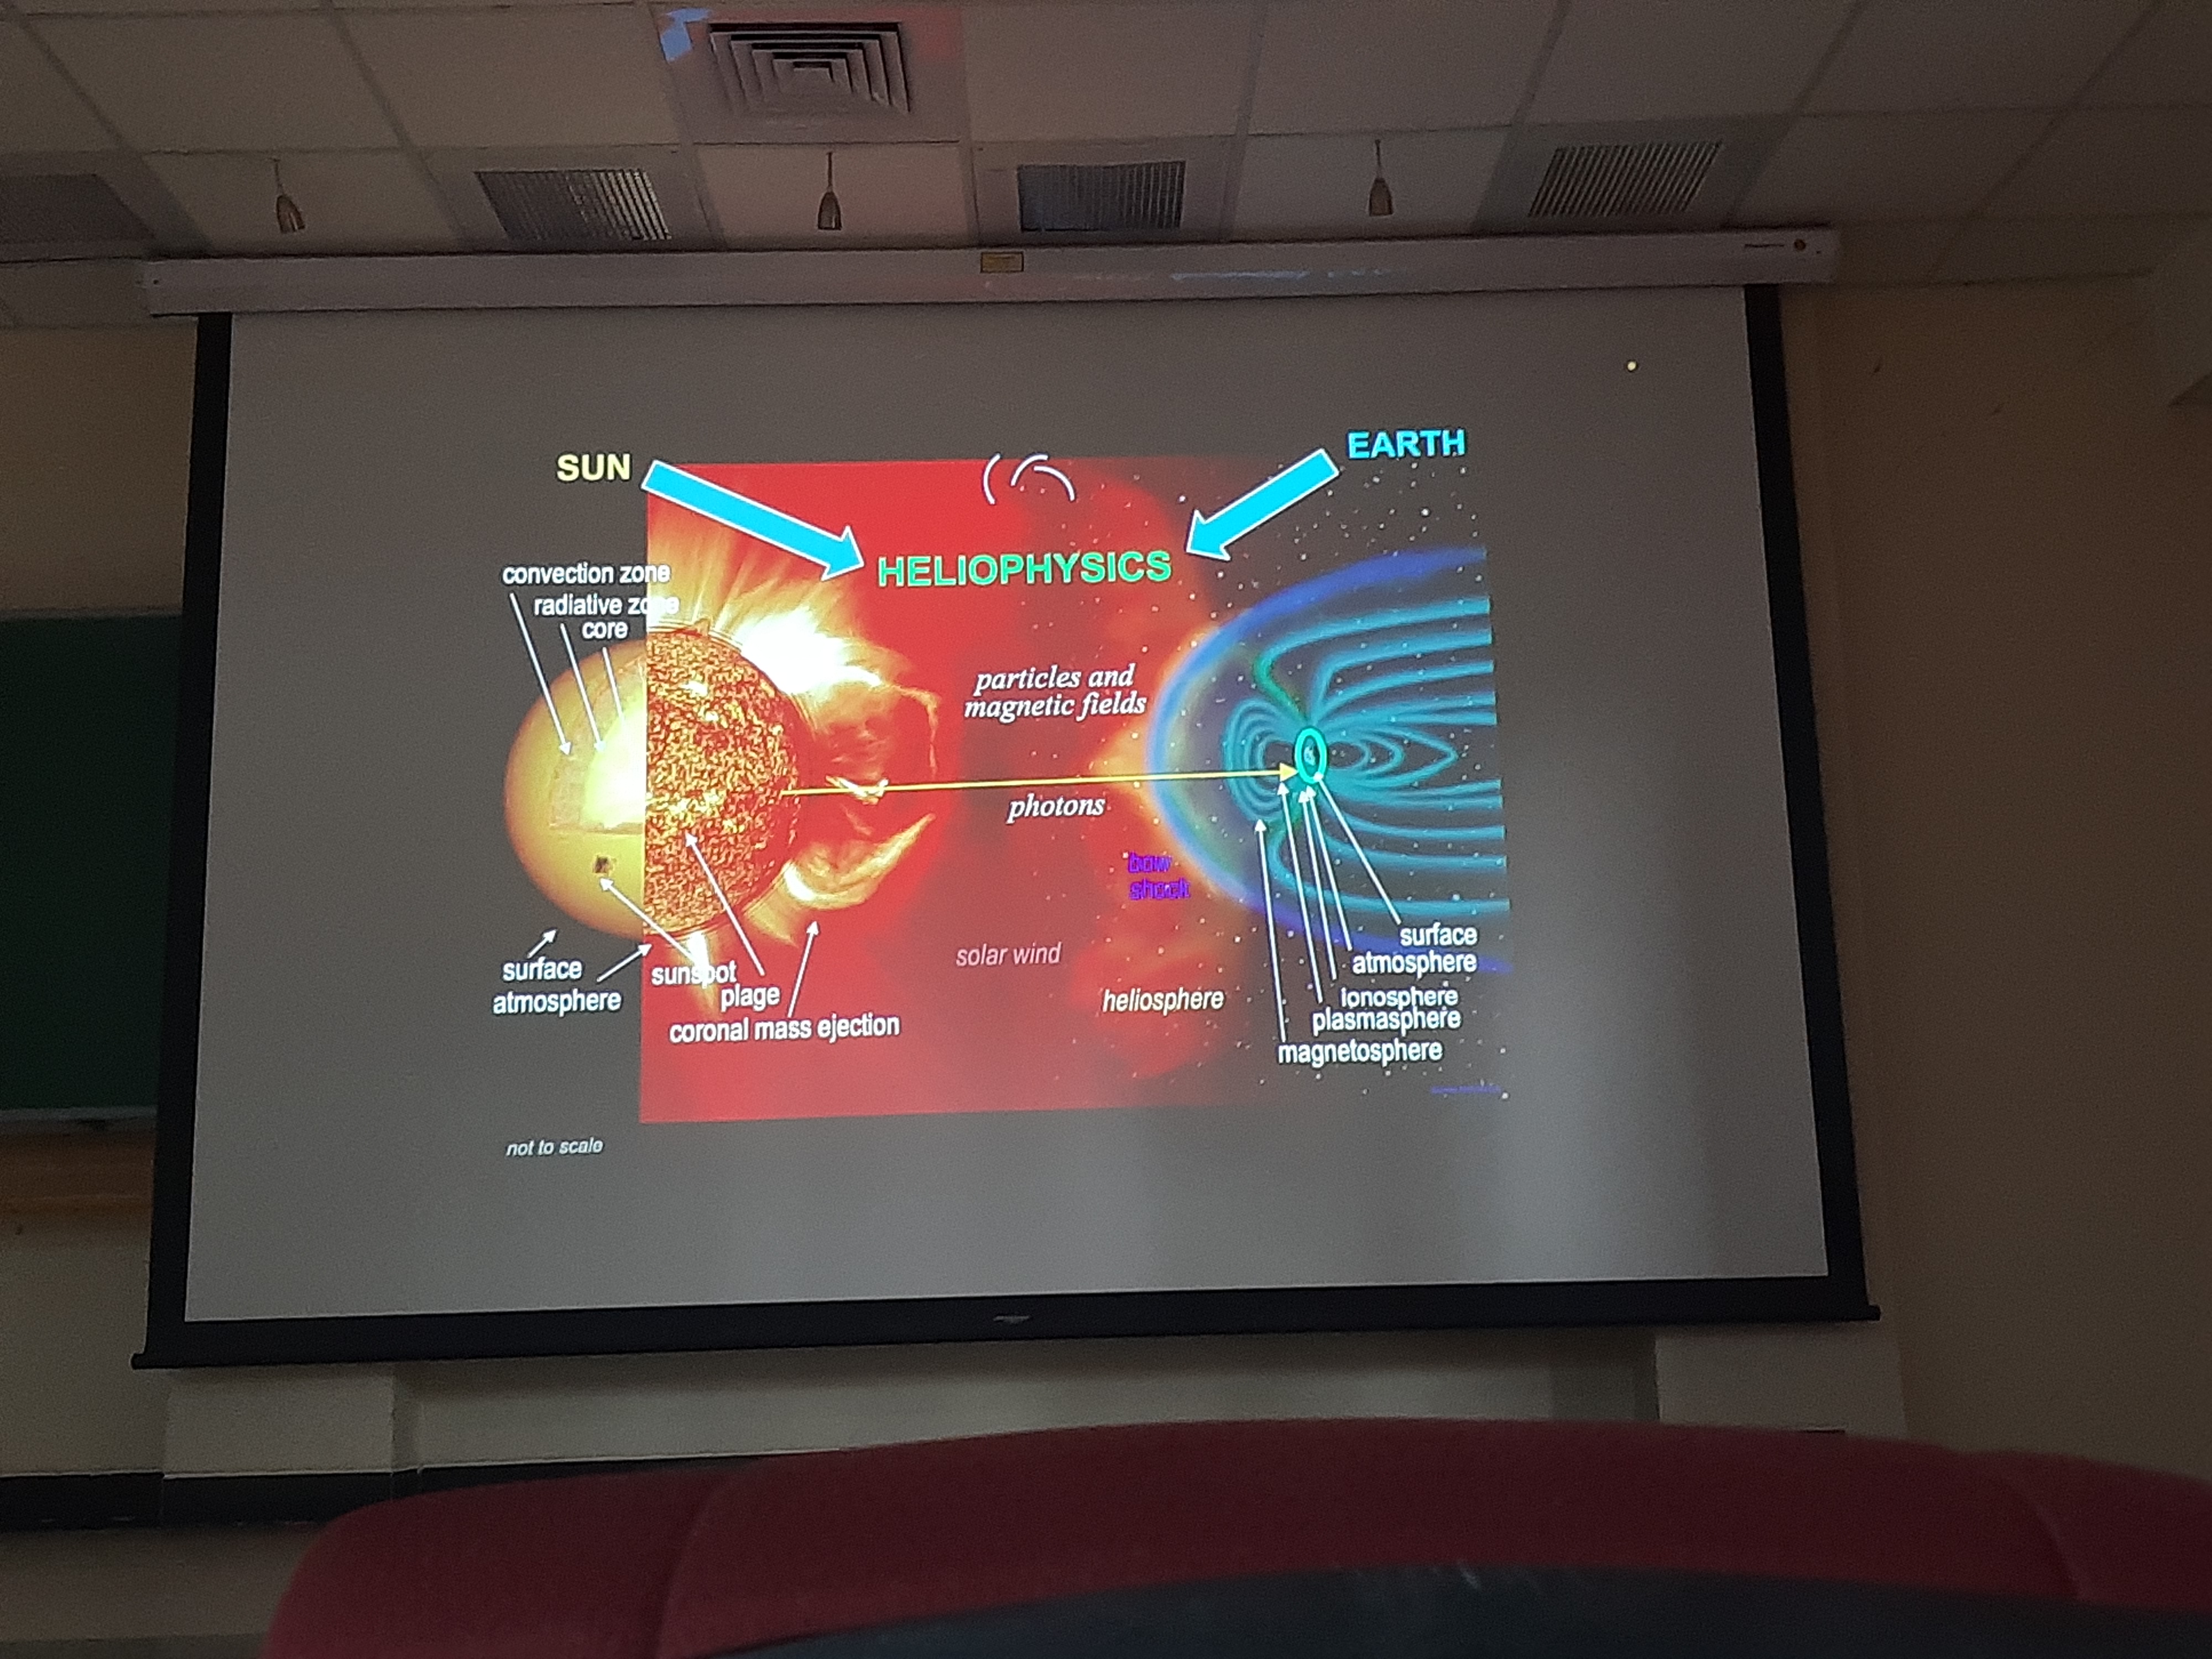 SUN
EARTH
HELIOPHYSICS
convection zone
radiative zone
core
particles and
magnetic fields
photons
bow
shock
solar wind
heliosphere
surface
atmosphere
sunspot
plage
coronal mass ejection
surface
atmosphere
ionosphere
plasmasphere
magnetosphere
not to scale